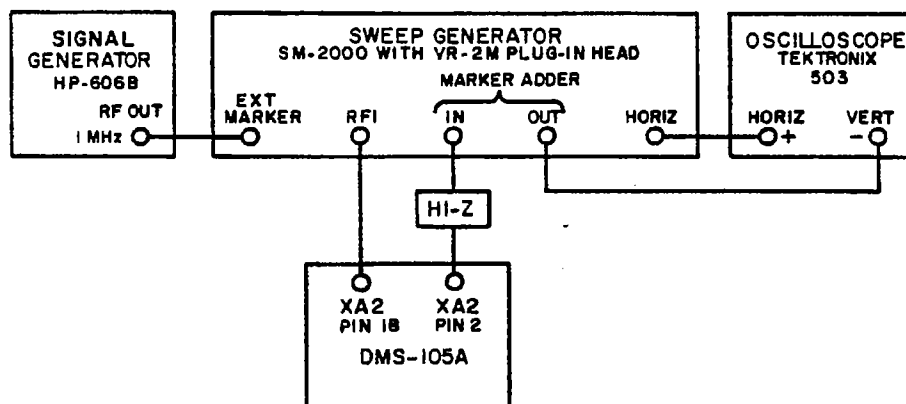 SIGNAL
GENERATOR
HP-606B
RF OUT
1 MHz
SWEEP GENERATOR
SM-2000 WITH VR-2M PLUG-IN HEAD
MARKER ADDER
EXT
MARKER
RF1
IN
OUT
HORIZ
OSCILLOSCOPE
TEKTRONIX
503
HORIZ
+
VERT
-
HI-Z
XA2
PIN 18
XA2
PIN 2
DMS-105A